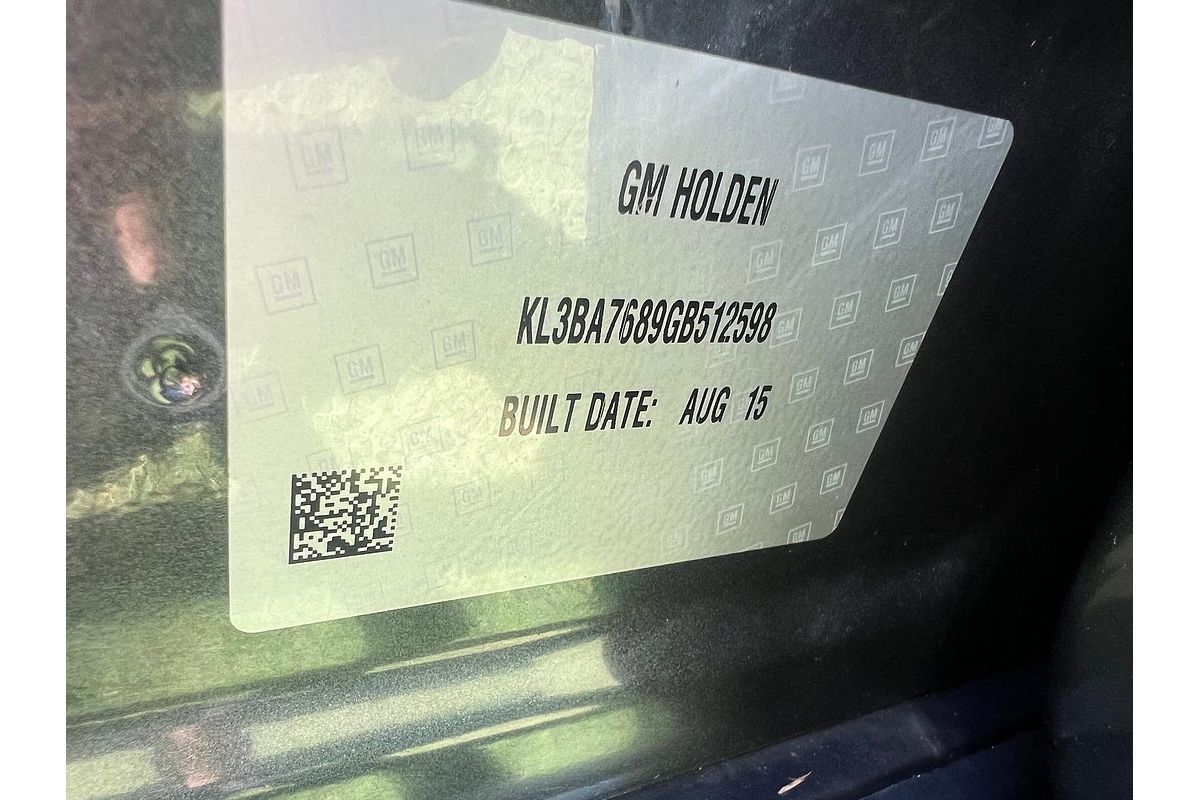 GM HOLDEN
KL3BA7689GB512598
BUILT DATE: AUG 15